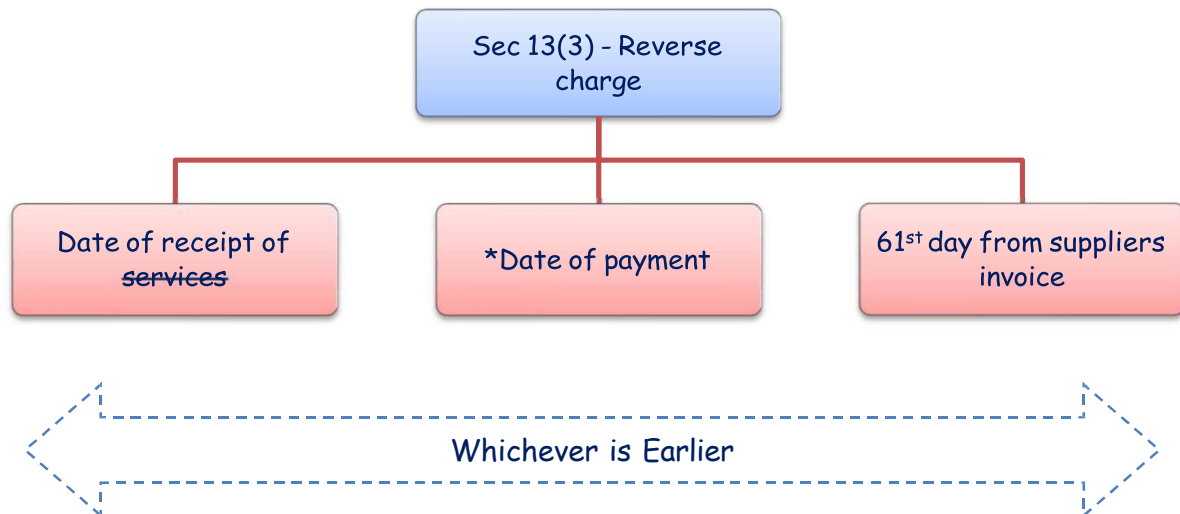 Sec 13(3) - Reverse
charge
Date of receipt of
services
*Date of payment
61st day from suppliers
invoice
Whichever is Earlier